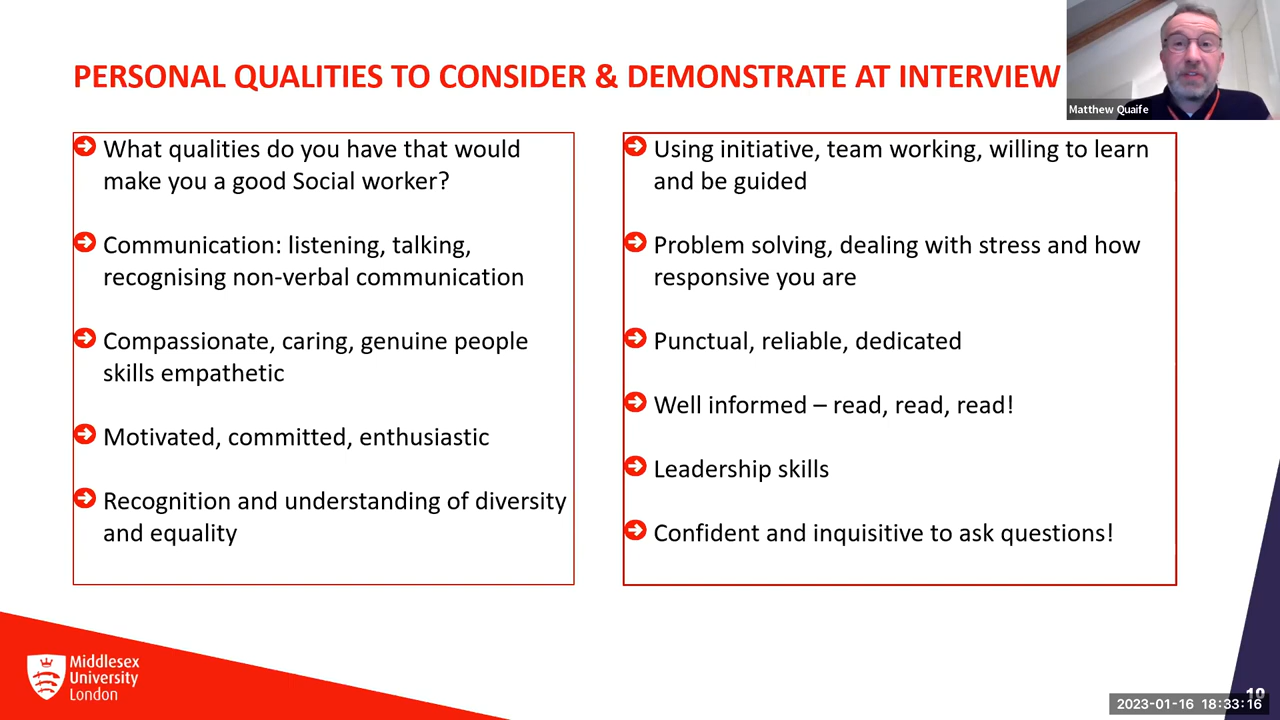 PERSONAL QUALITIES TO CONSIDER & DEMONSTRATE AT INTERVIEW
Matthew Quaife
What qualities do you have that would
make you a good Social worker?
Communication: listening, talking,
recognising non-verbal communication
Compassionate, caring, genuine people
skills empathetic
Motivated, committed, enthusiastic
Recognition and understanding of diversity
and equality
Using initiative, team working, willing to learn
and be guided
Problem solving, dealing with stress and how
responsive you are
Punctual, reliable, dedicated
Well informed – read, read, read!
Leadership skills
Confident and inquisitive to ask questions!
Middlesex
University
London
2023-01-16 18:33:16